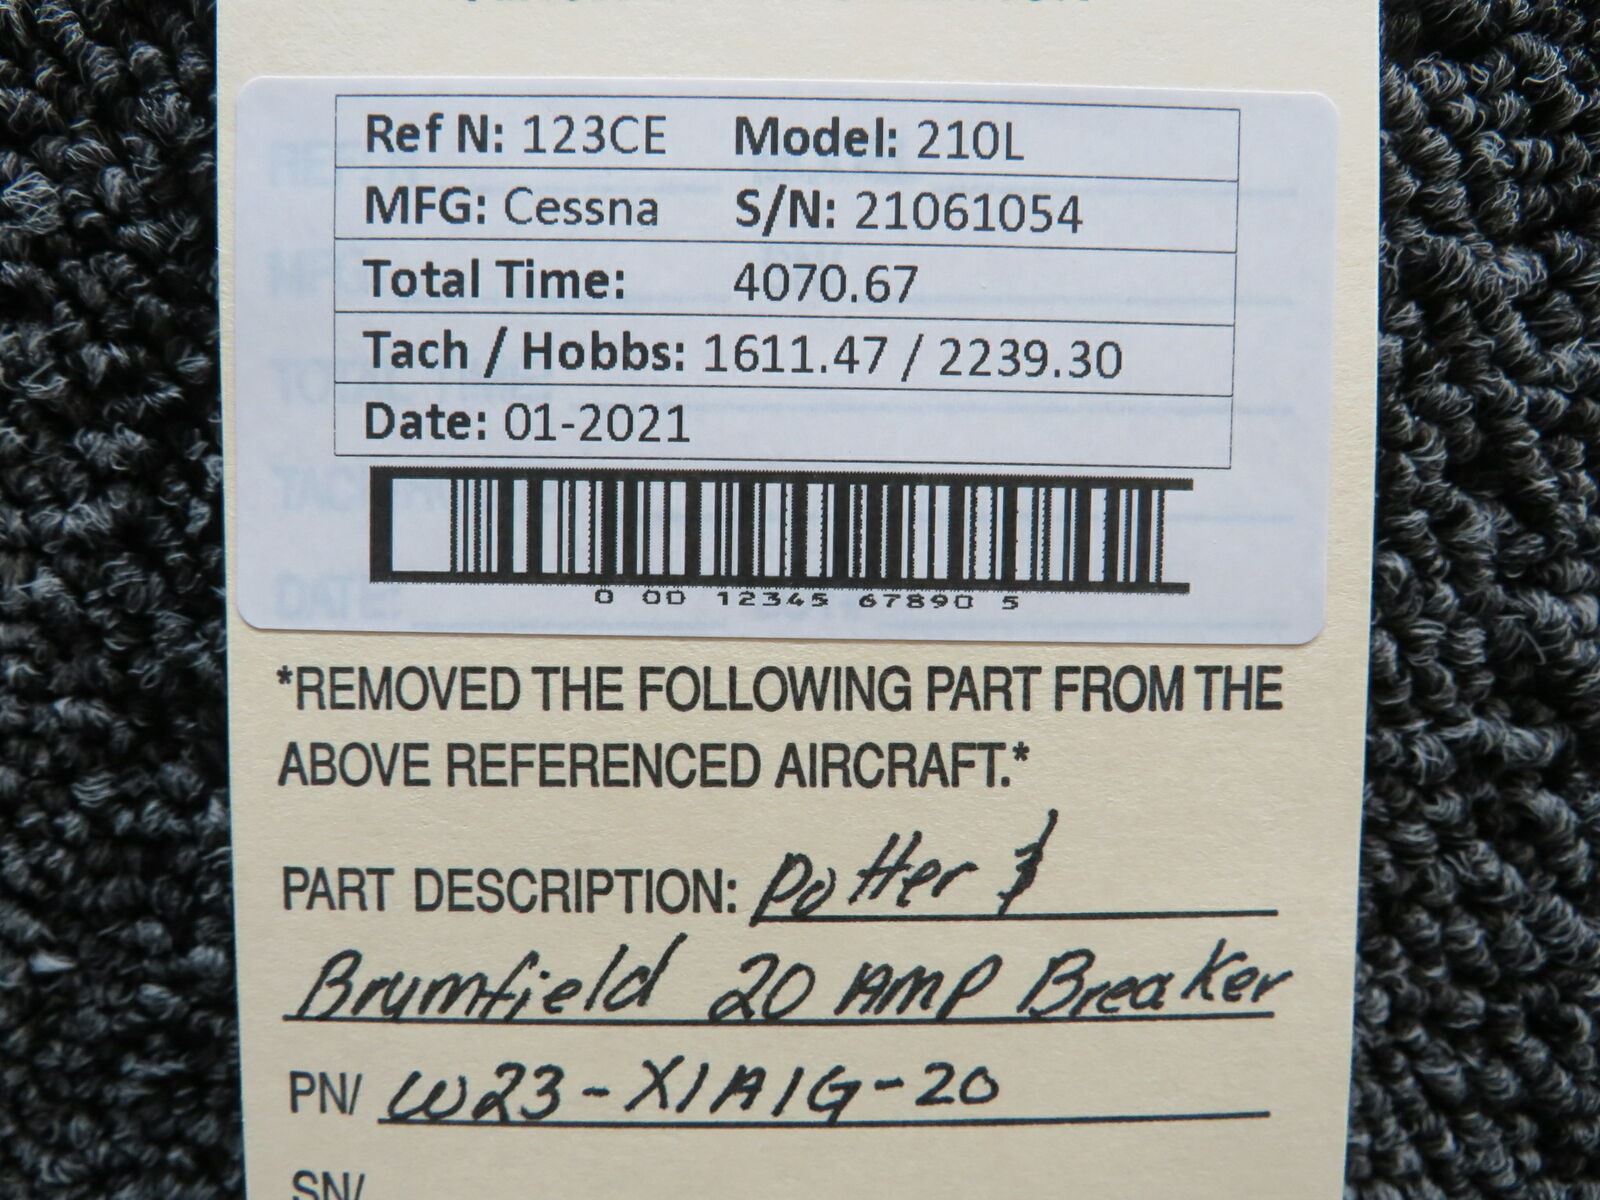 Ref N: 123CE Model: 210L
MFG: Cessna S/N: 21061054
Total Time: 4070.67
Tach / Hobbs: 1611.47 / 2239.30
Date: 01-2021
0 00 12345 67890 5
*REMOVED THE FOLLOWING PART FROM THE
ABOVE REFERENCED AIRCRAFT.*
PART DESCRIPTION: Potter &
Brumfield 20 AMP Breaker
PN/ W23-X1A1G-20
SN/